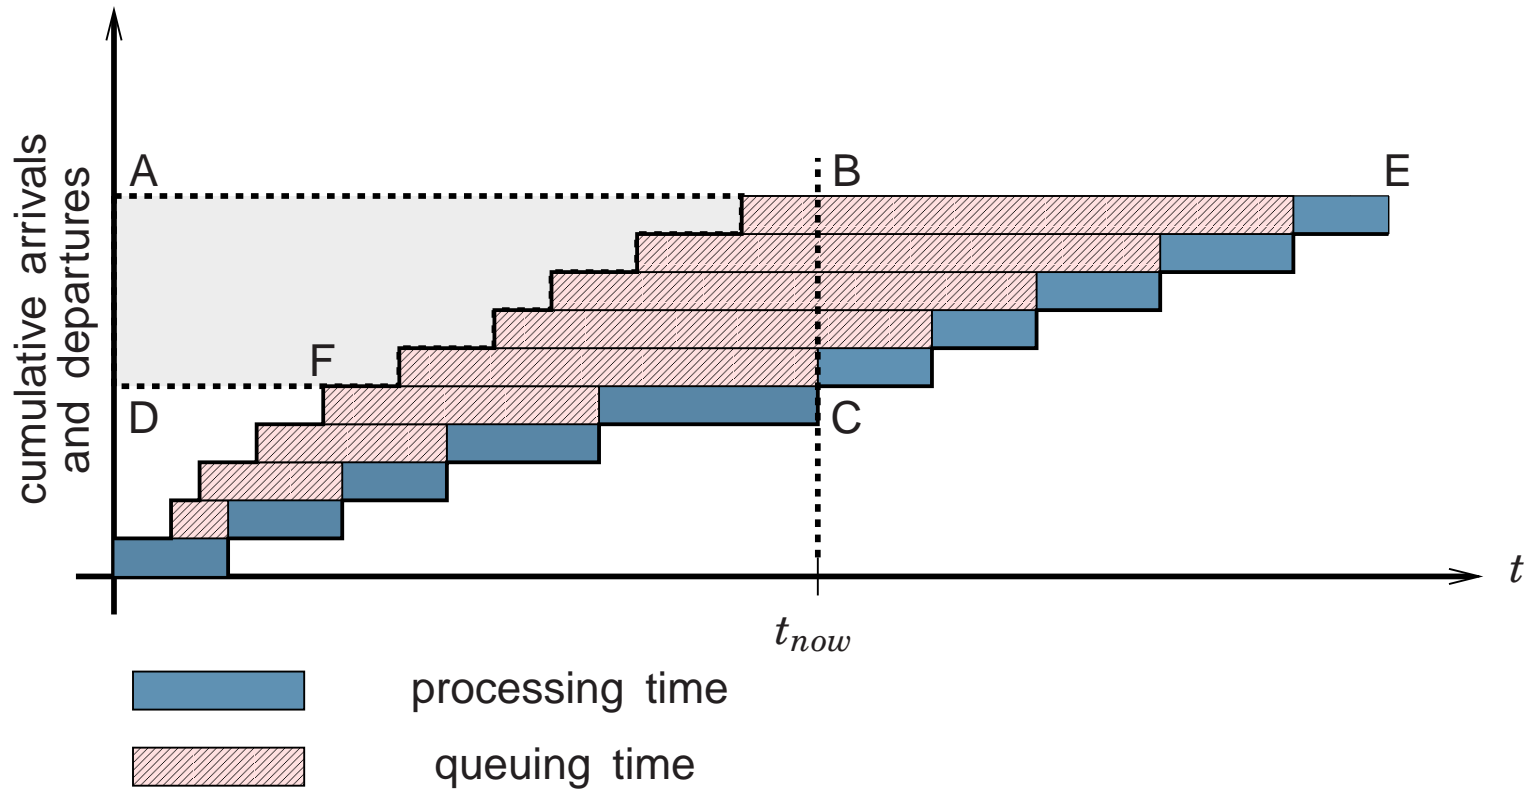 cumulative arrivals
and departures
A
B
E
F
D
C
t
t_now
processing time
queuing time